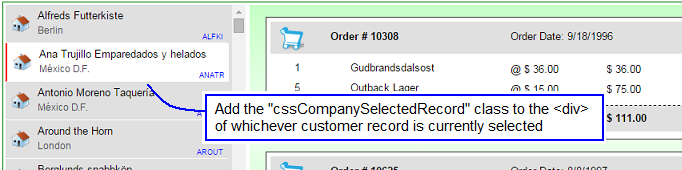 Alfreds Futterkiste
Berlin
ALFKI
Ana Trujillo Emparedados y helados
México D.F.
ANATR
Antonio Moreno Taquería
México D.F.
Around the Horn
London
AROUT
Berglunds snabbköp
Order # 10308
Order Date: 9/18/1996
1 Gudbrandsdalsost @ $ 36.00 $ 36.00
5 Outback Lager @ $ 15.00 $ 75.00
$ 111.00
Add the "cssCompanySelectedRecord" class to the <div>
of whichever customer record is currently selected
Order # 10625